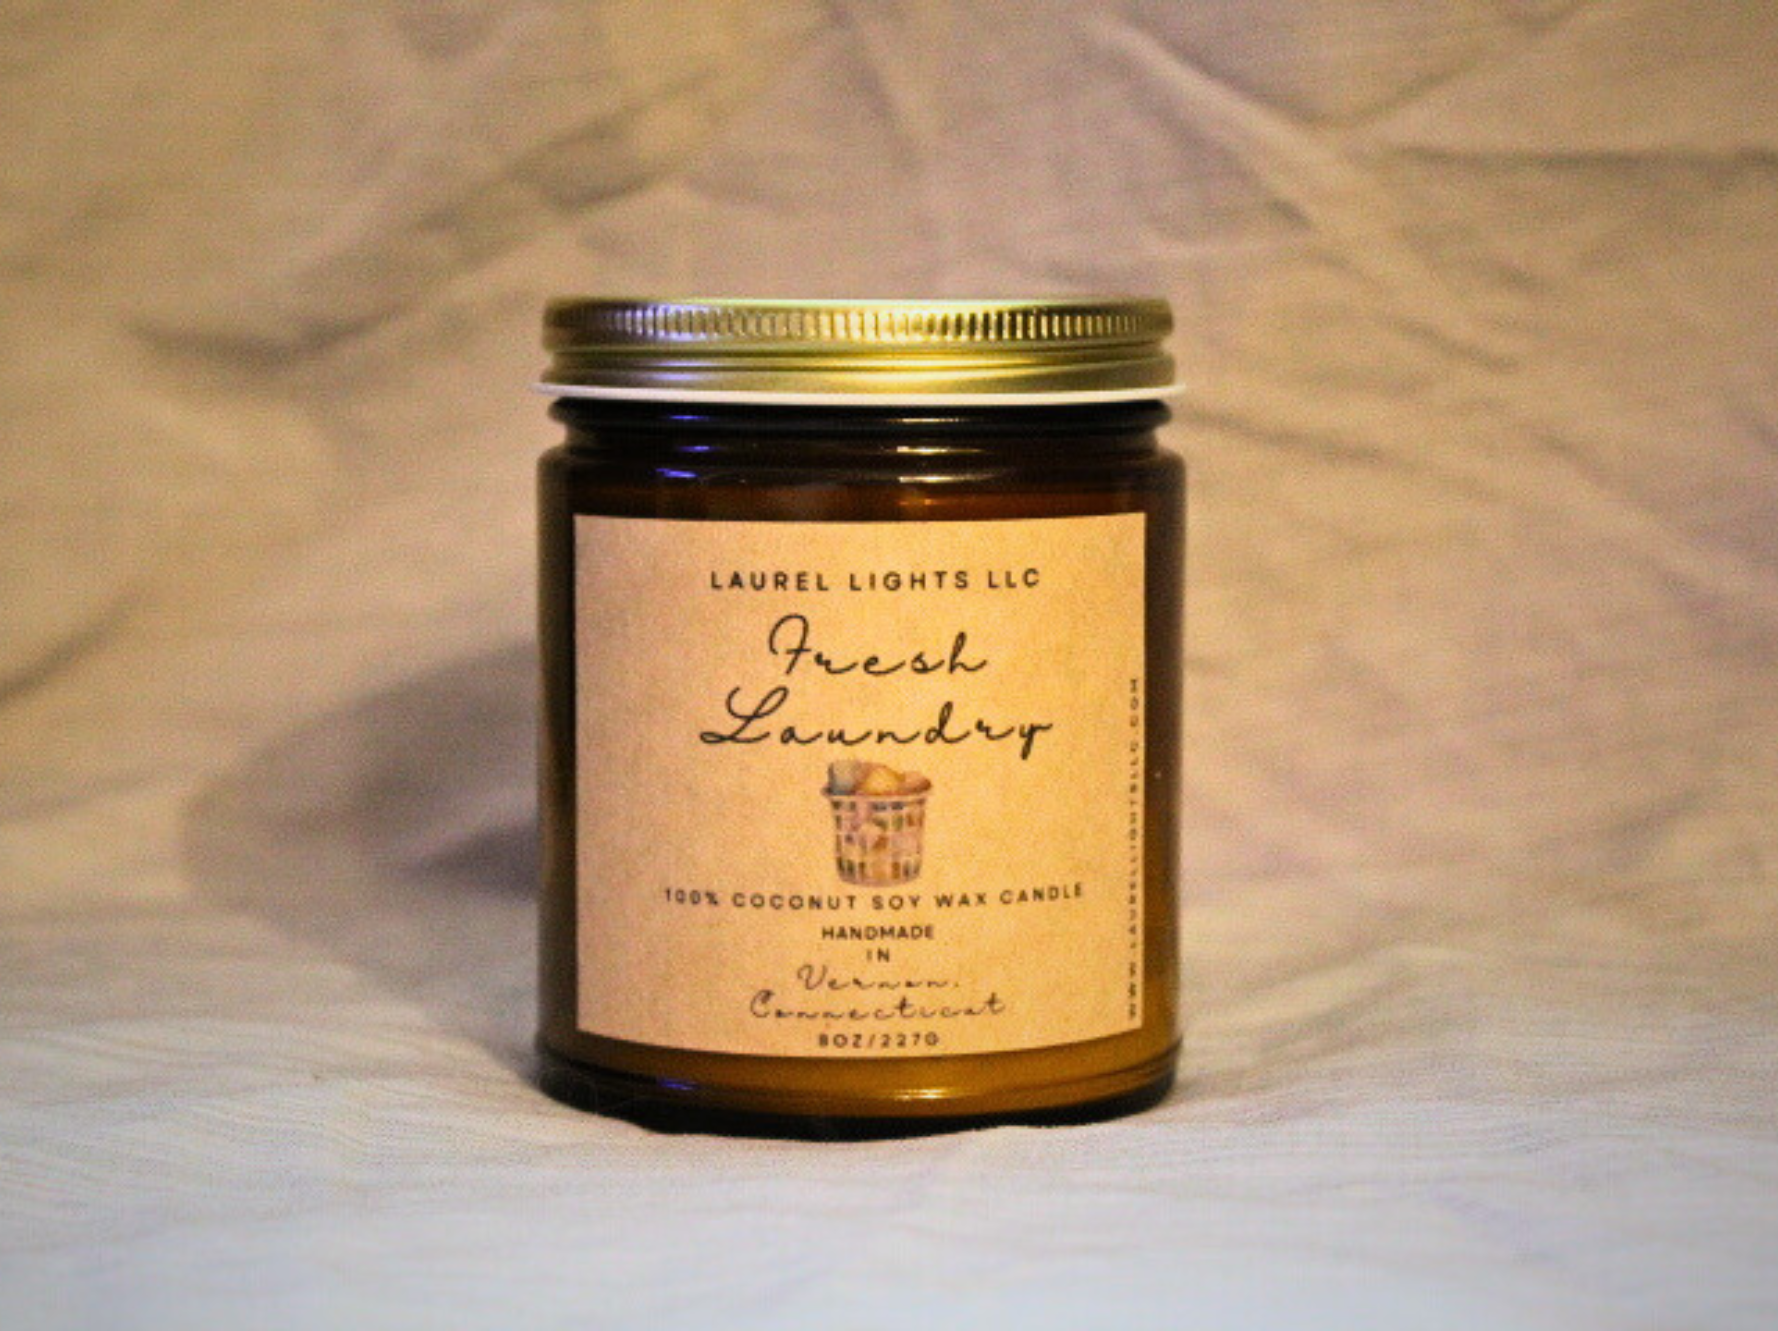 LAUREL LIGHTS LLC
Fresh
Laundry
100% COCONUT SOY WAX CANDLE
HANDMADE
IN
Vernon,
Connecticut
8OZ/227G
WWW.LAURELLIGHTSLLC.COM